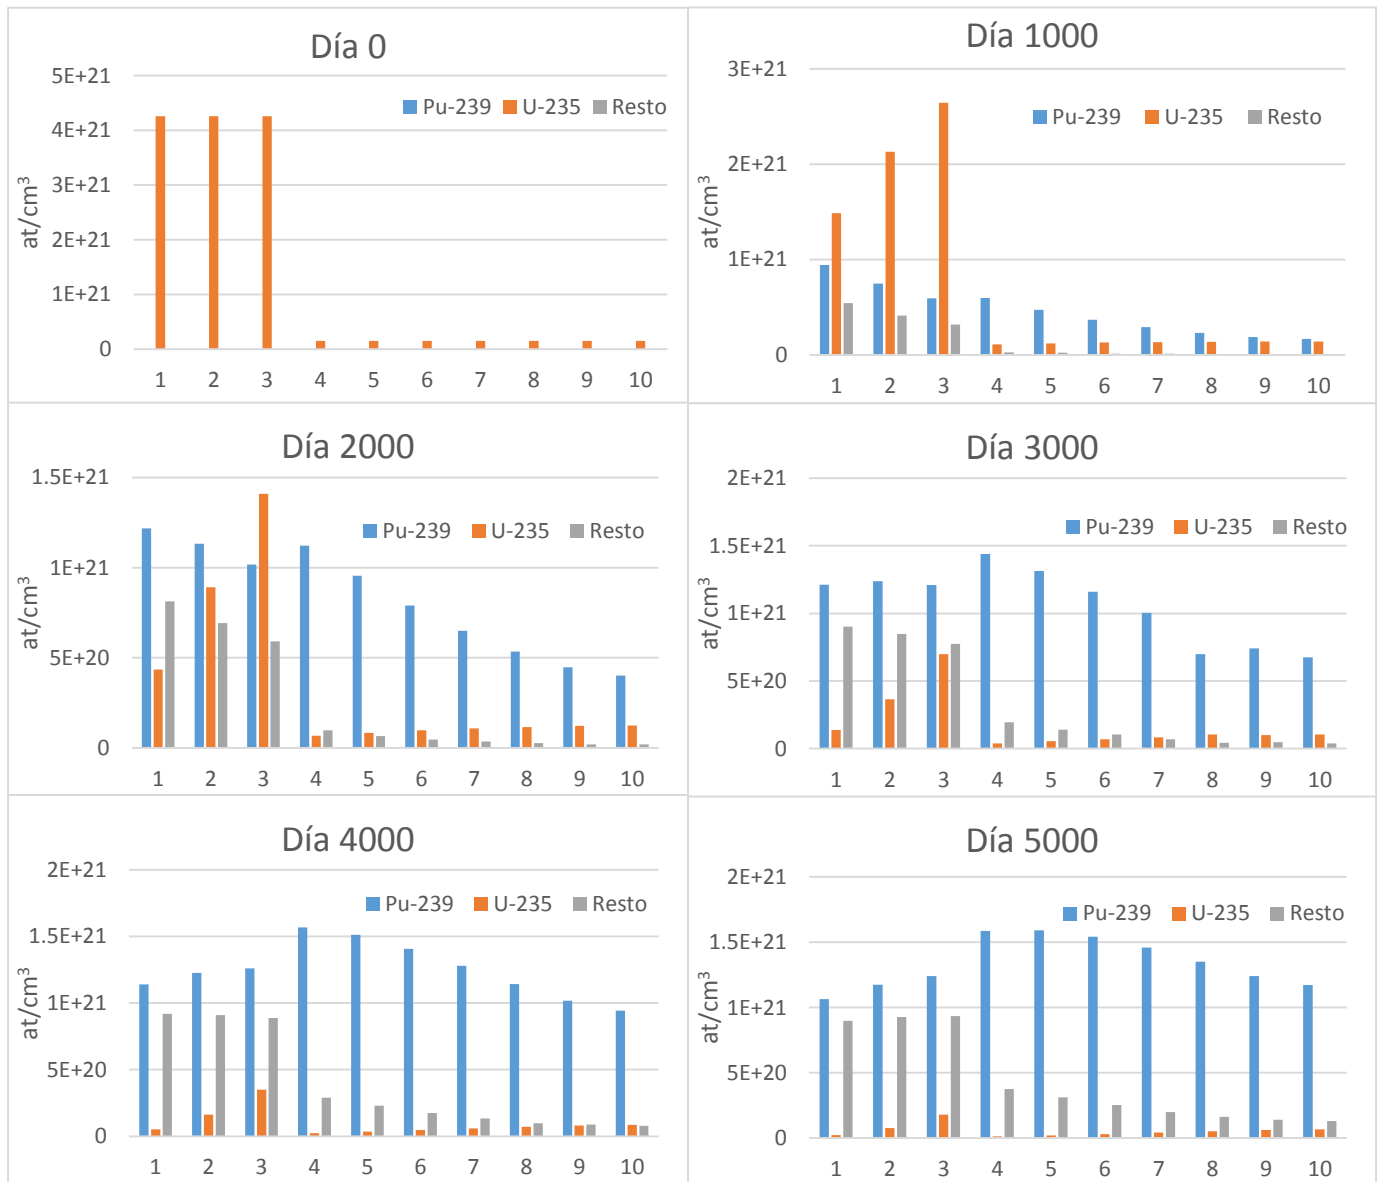 Día 0
5E+21
4E+21
3E+21
2E+21
1E+21
0
at/cm³
Pu-239 U-235 Resto
1 2 3 4 5 6 7 8 9 10
Día 1000
3E+21
2E+21
1E+21
0
at/cm³
Pu-239 U-235 Resto
1 2 3 4 5 6 7 8 9 10
Día 2000
1.5E+21
1E+21
5E+20
0
at/cm³
Pu-239 U-235 Resto
1 2 3 4 5 6 7 8 9 10
Día 3000
2E+21
1.5E+21
1E+21
5E+20
0
at/cm³
Pu-239 U-235 Resto
1 2 3 4 5 6 7 8 9 10
Día 4000
2E+21
1.5E+21
1E+21
5E+20
0
at/cm³
Pu-239 U-235 Resto
1 2 3 4 5 6 7 8 9 10
Día 5000
2E+21
1.5E+21
1E+21
5E+20
0
at/cm³
Pu-239 U-235 Resto
1 2 3 4 5 6 7 8 9 10